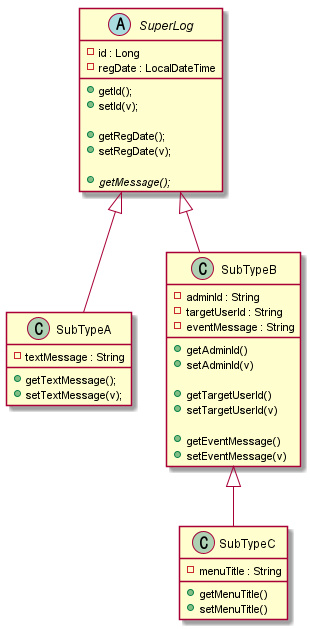 A SuperLog
id : Long
regDate : LocalDateTime
getId();
setId(v);
getRegDate();
setRegDate(v);
getMessage();
C SubTypeA
textMessage : String
getTextMessage();
setTextMessage(v);
C SubTypeB
adminId : String
targetUserId : String
eventMessage : String
getAdminId()
setAdminId(v)
getTargetUserId()
setTargetUserId(v)
getEventMessage()
setEventMessage(v)
C SubTypeC
menuTitle : String
getMenuTitle()
setMenuTitle()